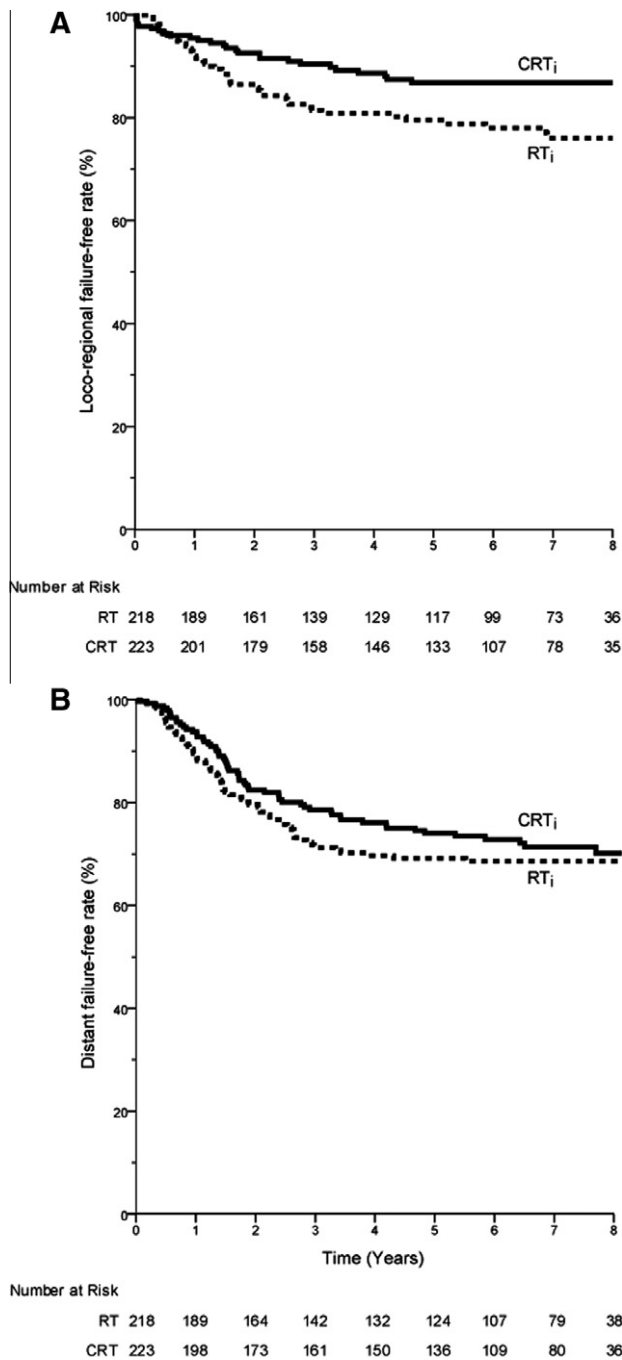 A
Loco-regional failure-free rate (%)
100
80
60
40
20
0
CRTi
RTi
0 1 2 3 4 5 6 7 8
Number at Risk
RT 218 189 161 139 129 117 99 73 36
CRT 223 201 179 158 146 133 107 78 35
B
Distant failure-free rate (%)
100
80
60
40
20
0
CRTi
RTi
0 1 2 3 4 5 6 7 8
Time (Years)
Number at Risk
RT 218 189 164 142 132 124 107 79 38
CRT 223 198 173 161 150 136 109 80 36